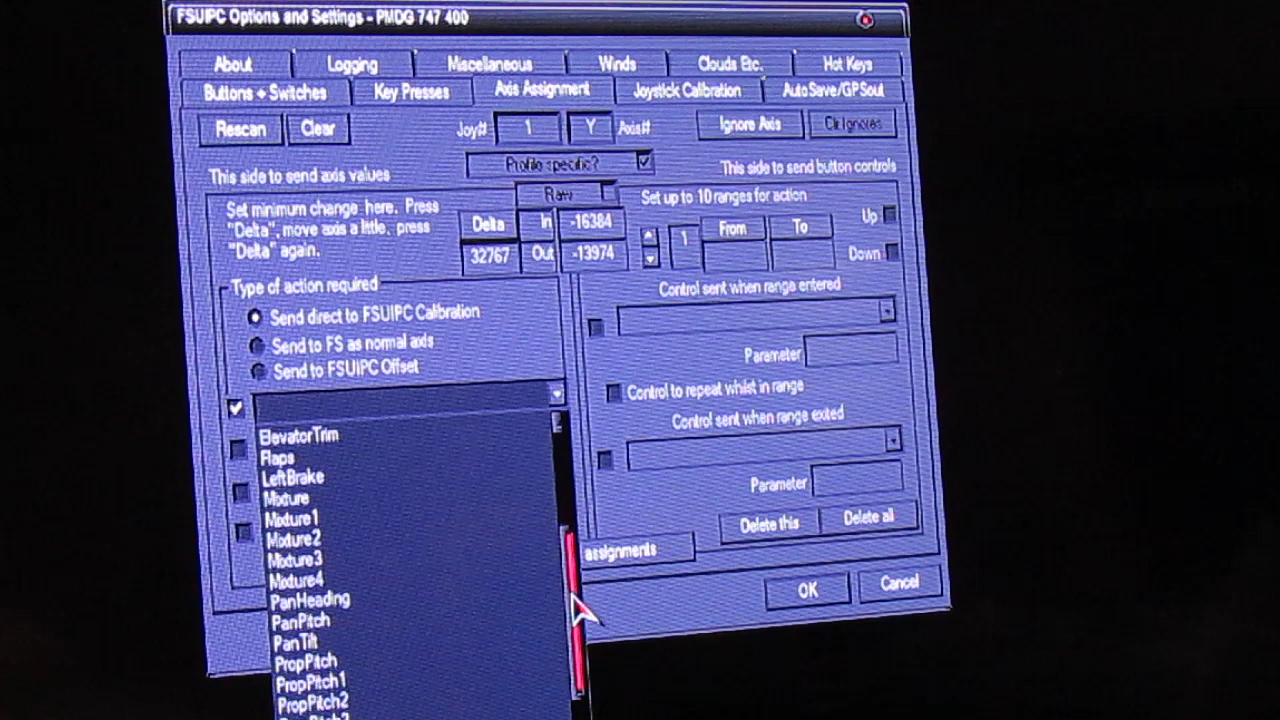 FSUIPC Options and Settings - PMDG 747 400
About Logging Miscellaneous Winds Clouds Etc. Hot Keys
Buttons + Switches Key Presses Axis Assignment Joystick Calibration AutoSave/GPSout
Rescan Clear Joy# 1 Y Axis# Ignore Axis Clr Ignores
Profile specific?
This side to send axis values
This side to send button controls
Raw
Set minimum change here. Press
"Delta", move axis a little, press
"Delta" again.
Delta In -16384
32767 Out -13974
Set up to 10 ranges for action
1 From To
Up
Down
Type of action required
Send direct to FSUIPC Calibration
Send to FS as normal axis
Send to FSUIPC Offset
ElevatorTrim
Flaps
LeftBrake
Mixture
Mixture1
Mixture2
Mixture3
Mixture4
PanHeading
PanPitch
PanTilt
PropPitch
PropPitch1
PropPitch2
Control sent when range entered
Parameter
Control to repeat whilst in range
Control sent when range exited
Parameter
Delete this Delete all
assignments
OK Cancel